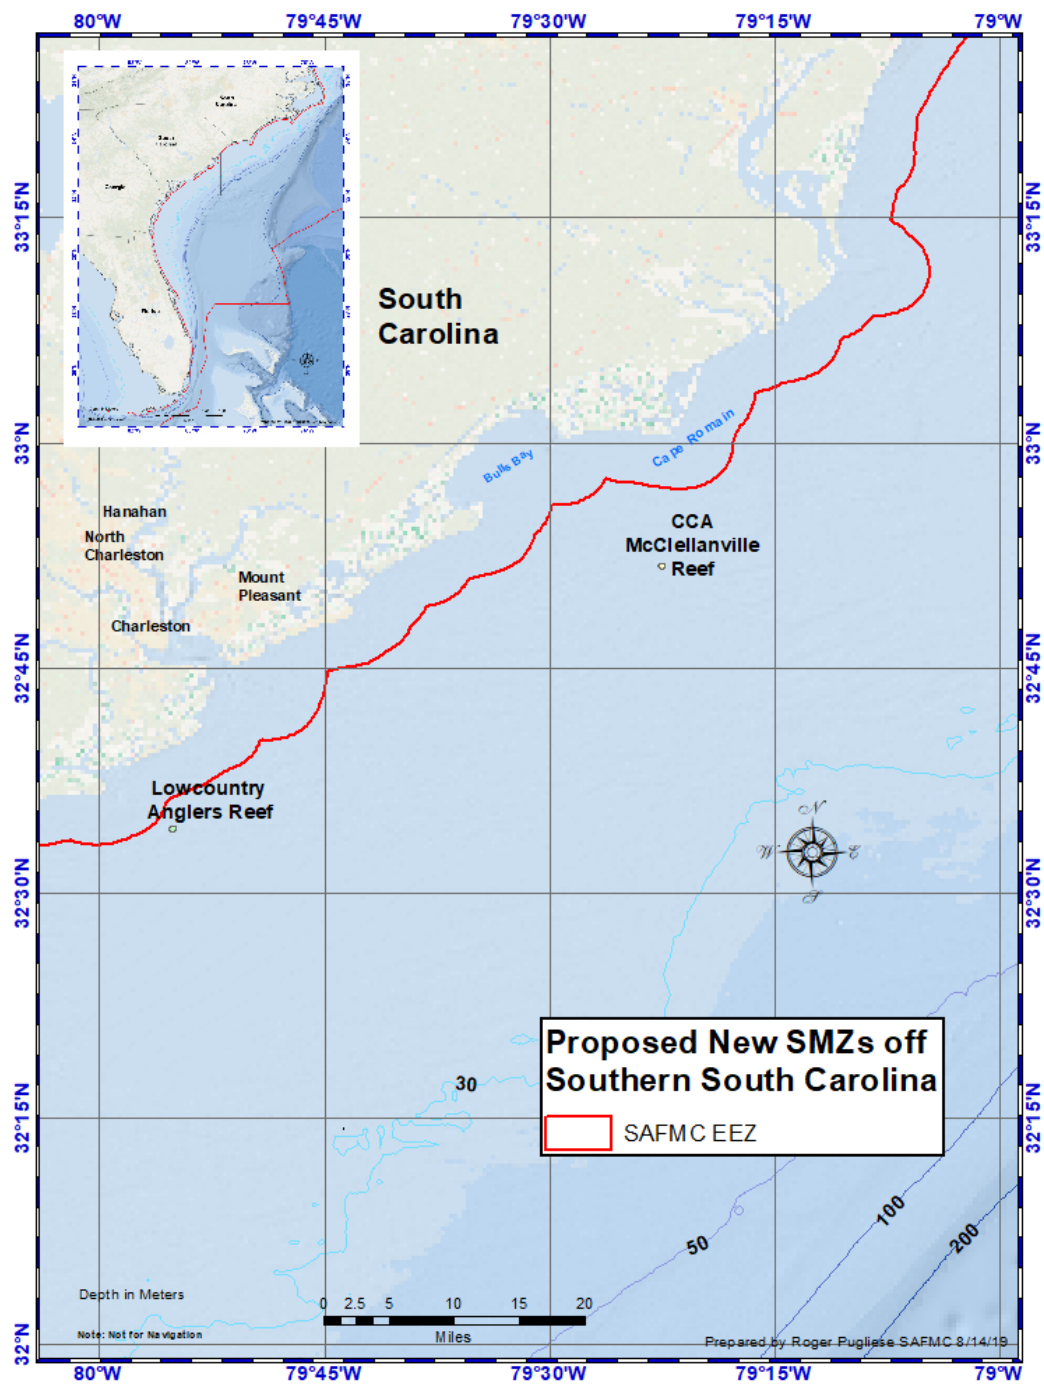 80°W 79°45'W 79°30'W 79°15'W 79°W
33°15'N
33°N
32°45'N
32°30'N
32°15'N
32°N
33°15'N
33°N
32°45'N
32°30'N
32°15'N
32°N
Georgia
South
Carolina
Bulls Bay
Cape Romain
Hanahan
North
Charleston
Mount
Pleasant
Charleston
CCA
McClellanville
Reef
Lowcountry
Anglers Reef
N
W E
S
Proposed New SMZs off
Southern South Carolina
SAFMC EEZ
30
50
100
200
Depth in Meters
0 2.5 5 10 15 20
Miles
Note: Not for Navigation
Prepared by Roger Pugliese SAFMC 8/14/19
80°W 79°45'W 79°30'W 79°15'W 79°W